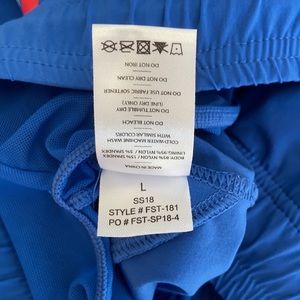 DO NOT IRON
DO NOT DRY CLEAN
DO NOT USE FABRIC SOFTENER
(LINE DRY ONLY)
DO NOT TUMBLE DRY
DO NOT BLEACH
WITH SIMILAR COLORS
COLD WATER MACHINE WASH
LINING: 95% NYLON / 5% SPANDEX
BODY: 85% NYLON 15% SPANDEX
MADE IN CHINA
L
SS18
STYLE # FST-181
PO # FST-SP18-4